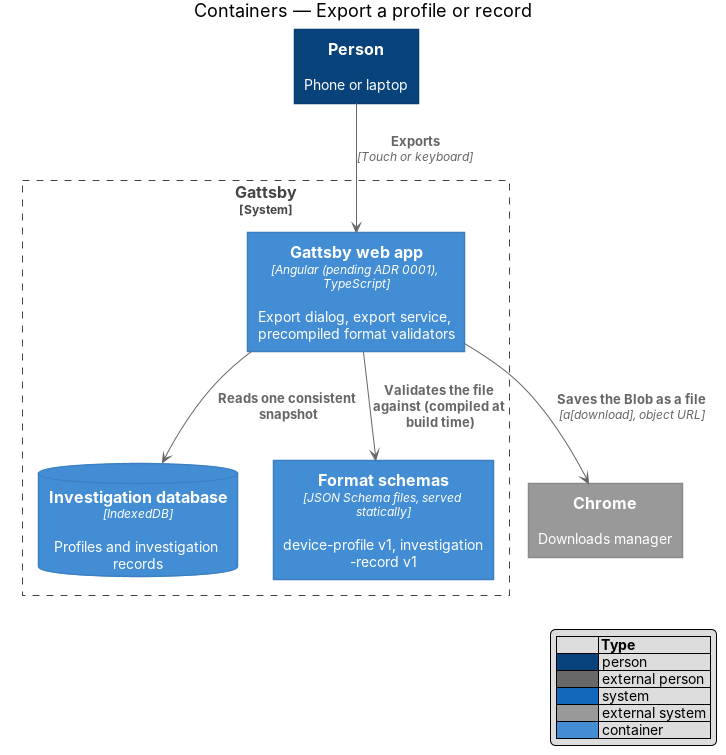 Containers — Export a profile or record
Person
Phone or laptop
Exports
[Touch or keyboard]
Gattsby
[System]
Gattsby web app
[Angular (pending ADR 0001),
TypeScript]
Export dialog, export service,
precompiled format validators
Reads one consistent
snapshot
Validates the file
against (compiled at
build time)
Saves the Blob as a file
[a[download], object URL]
Investigation database
[IndexedDB]
Profiles and investigation
records
Format schemas
[JSON Schema files, served
statically]
device-profile v1, investigation
-record v1
Chrome
Downloads manager
Type
person
external person
system
external system
container